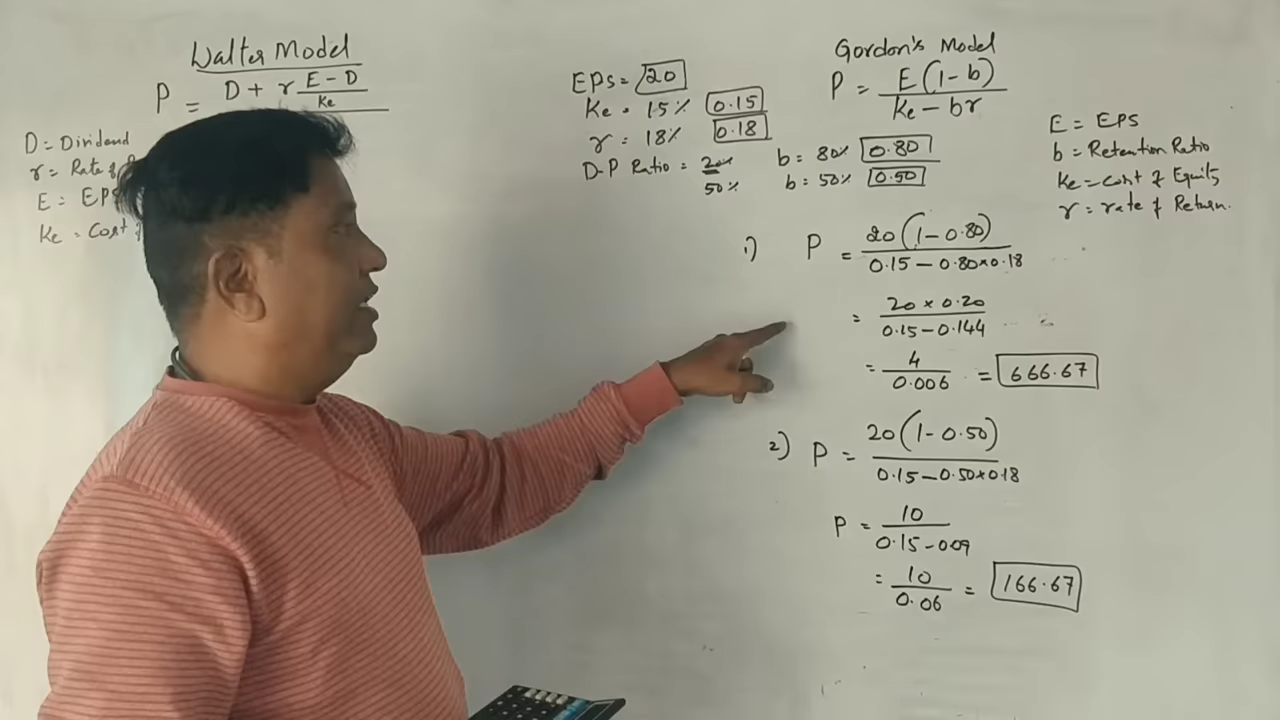 Walter Model
P = D + r E - D / Ke
D = Dividend
r = Rate of
E = EPS
Ke = Cost
EPS = 20
Ke = 15% 0.15
r = 18% 0.18
D-P Ratio = 20% b = 80% 0.80
50% b = 50% 0.50
Gordon's Model
P = E(1-b) / Ke - br
E = EPS
b = Retention Ratio
Ke = cost of Equity
r = rate of Return.
1) P = 20(1-0.80) / 0.15 - 0.80×0.18
= 20 × 0.20 / 0.15 - 0.144
= 4 / 0.006 = 666.67
2) P = 20(1-0.50) / 0.15 - 0.50×0.18
P = 10 / 0.15 - 0.09
= 10 / 0.06 = 166.67